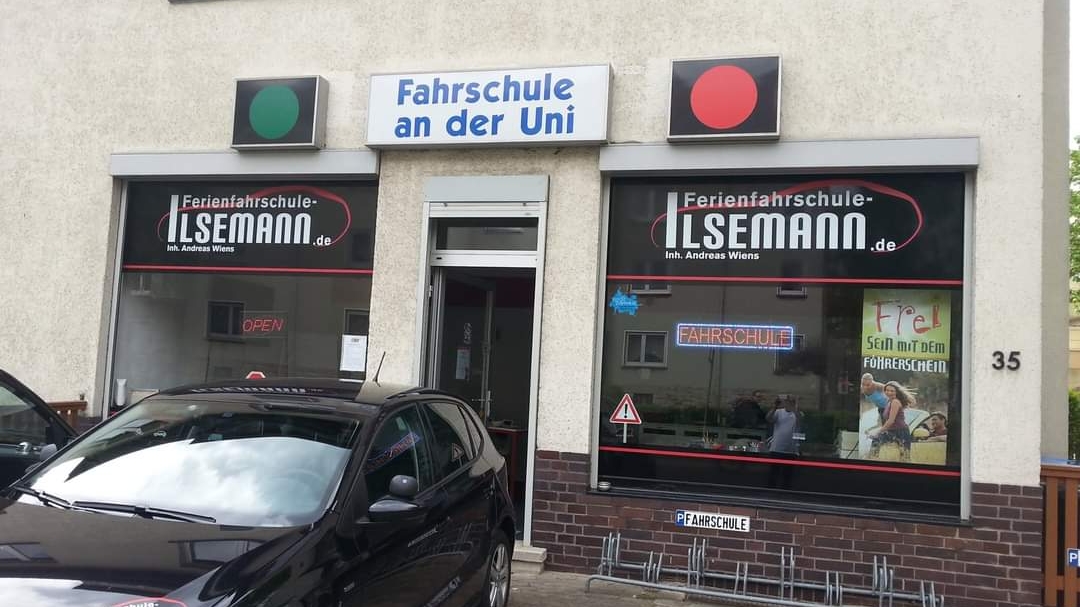 Fahrschule
an der Uni
Ferienfahrschule-
ILSEMANN.de
Inh. Andreas Wiens
Ferienfahrschule-
ILSEMANN.de
Inh. Andreas Wiens
OPEN
FAHRSCHULE
Frei
SEIN MIT DEM
FÜHRERSCHEIN
35
P FAHRSCHULE
P